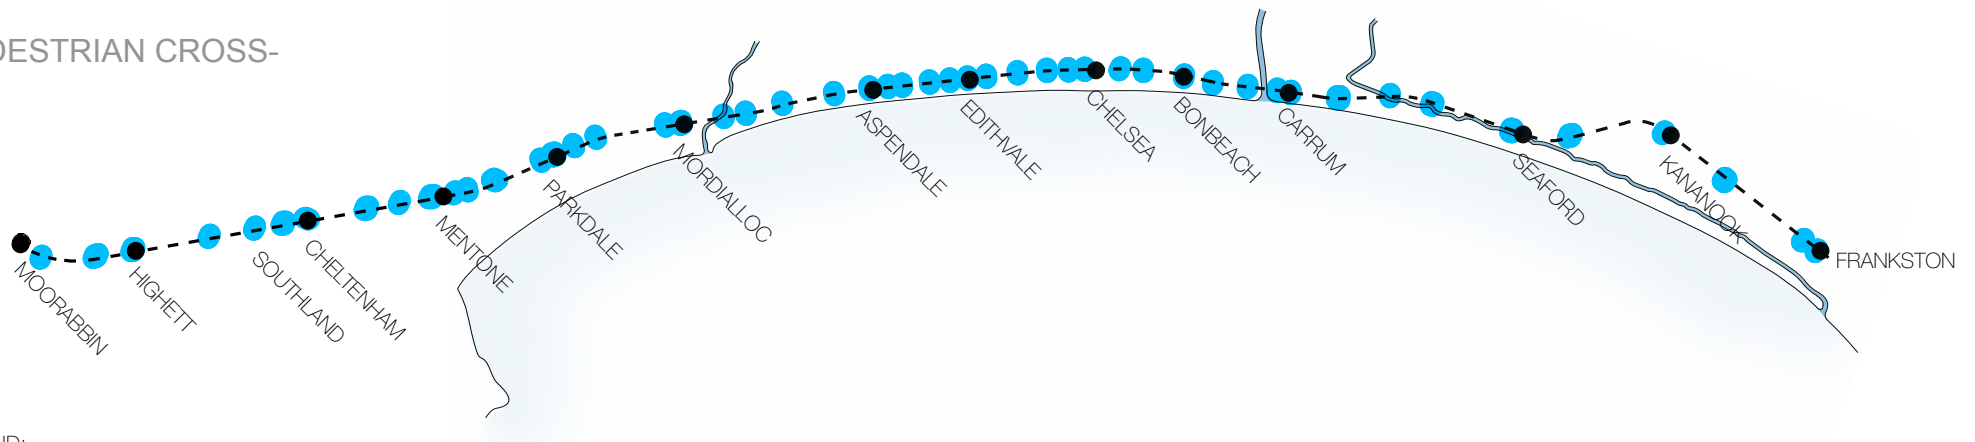 DESTRIAN CROSS-
MOORABBIN
HIGHETT
SOUTHLAND
CHELTENHAM
MENTONE
PARKDALE
MORDIALLOC
ASPENDALE
EDITHVALE
CHELSEA
BONBEACH
CARRUM
SEAFORD
KANANOOK
FRANKSTON